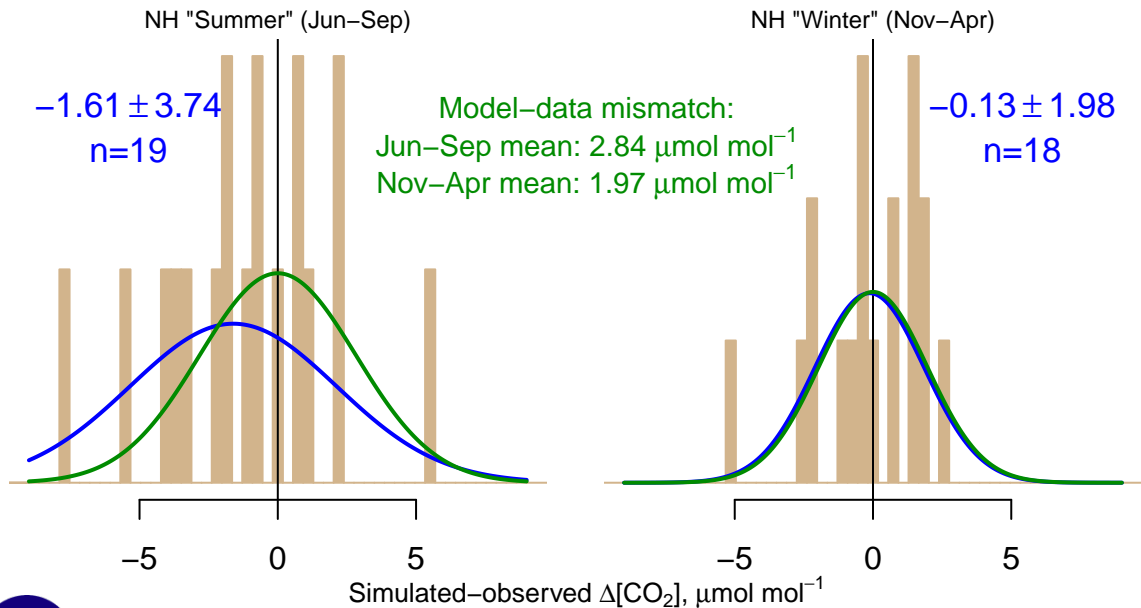 NH "Summer" (Jun−Sep)
−1.61 ± 3.74
n=19
Model−data mismatch:
Jun−Sep mean: 2.84 μmol mol⁻¹
Nov−Apr mean: 1.97 μmol mol⁻¹
NH "Winter" (Nov−Apr)
−0.13 ± 1.98
n=18
−5 0 5
−5 0 5
Simulated−observed Δ[CO₂], μmol mol⁻¹